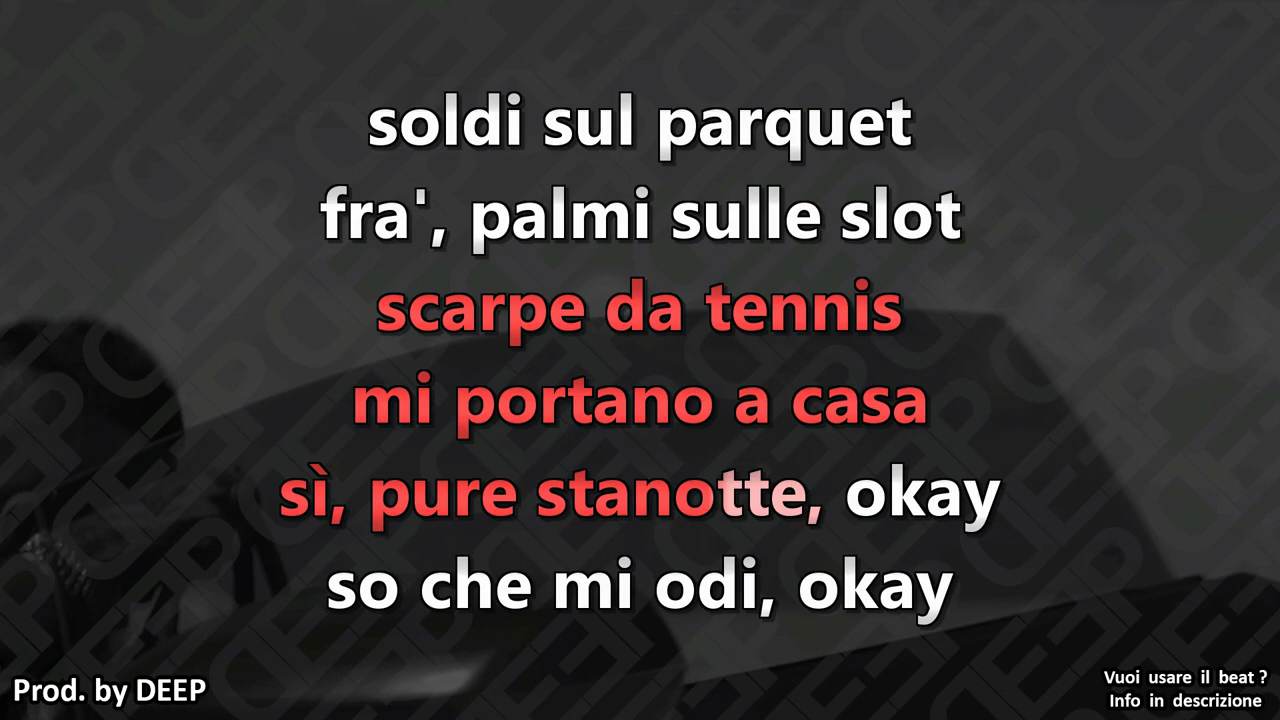 soldi sul parquet
fra', palmi sulle slot
scarpe da tennis
mi portano a casa
sì, pure stanotte, okay
so che mi odi, okay
Prod. by DEEP
Vuoi usare il beat ?
Info in descrizione